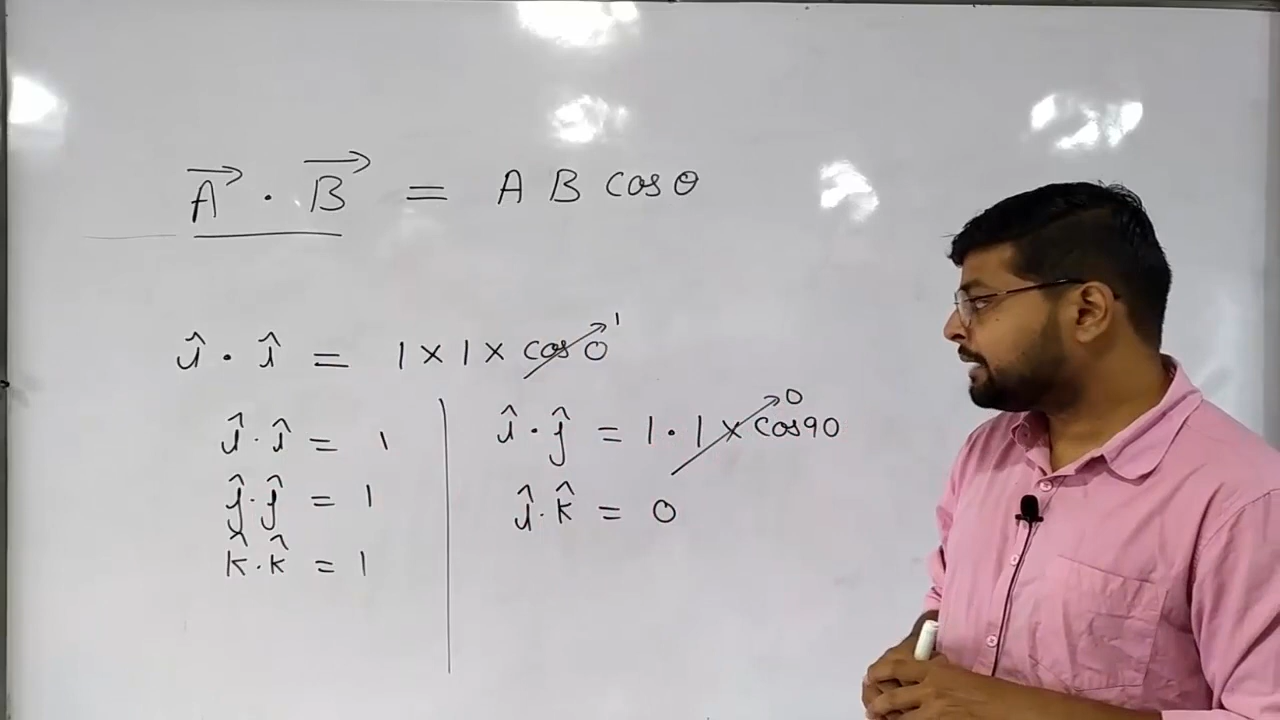 A⃗ · B⃗ = A B cos θ
î · î = 1 × 1 × cos 0 1
î · î = 1
ĵ · ĵ = 1
k̂ · k̂ = 1
î · ĵ = 1 · 1 × cos 90 0
î · k̂ = 0